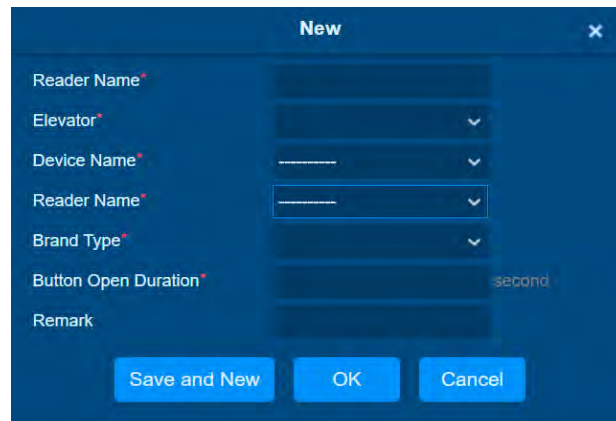 New ×
Reader Name*
Elevator*
Device Name* -----------
Reader Name* -----------
Brand Type*
Button Open Duration* second
Remark
Save and New OK Cancel